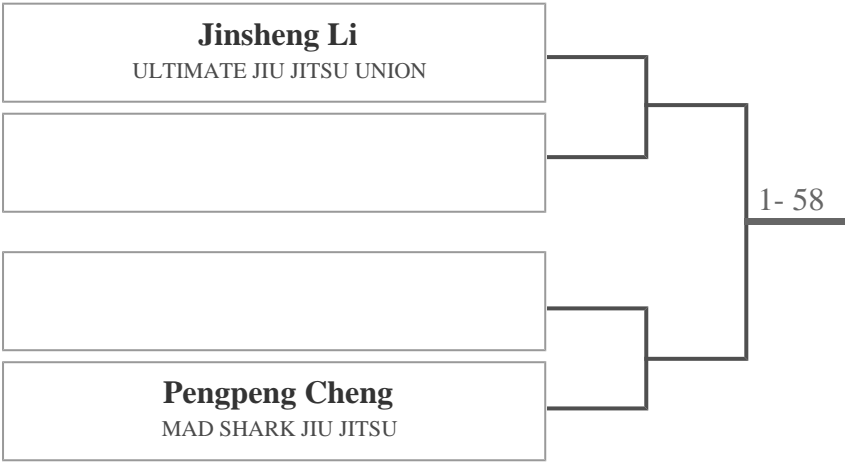 Jinsheng Li
ULTIMATE JIU JITSU UNION
1- 58
Pengpeng Cheng
MAD SHARK JIU JITSU